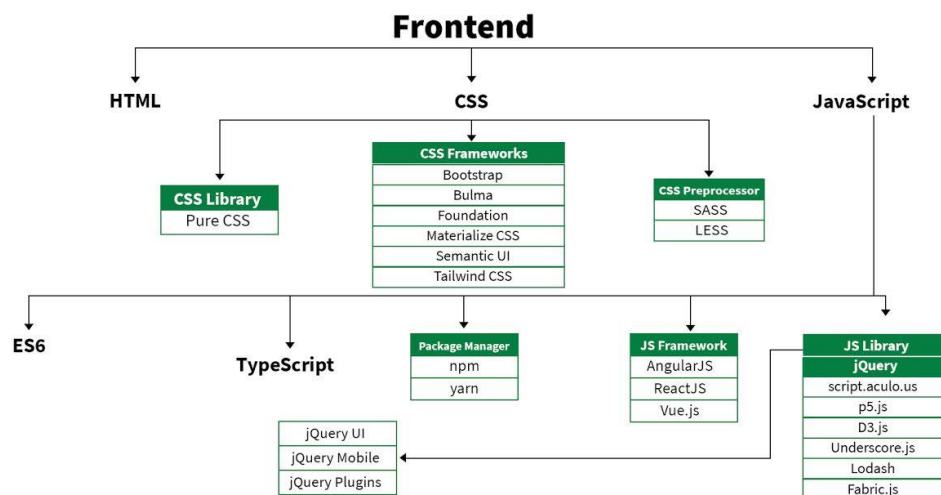 Frontend
HTML
CSS
JavaScript
CSS Library
Pure CSS
CSS Frameworks
Bootstrap
Bulma
Foundation
Materialize CSS
Semantic UI
Tailwind CSS
CSS Preprocessor
SASS
LESS
ES6
TypeScript
Package Manager
npm
yarn
JS Framework
AngularJS
ReactJS
Vue.js
JS Library
jQuery
script.aculo.us
p5.js
D3.js
Underscore.js
Lodash
Fabric.js
jQuery UI
jQuery Mobile
jQuery Plugins